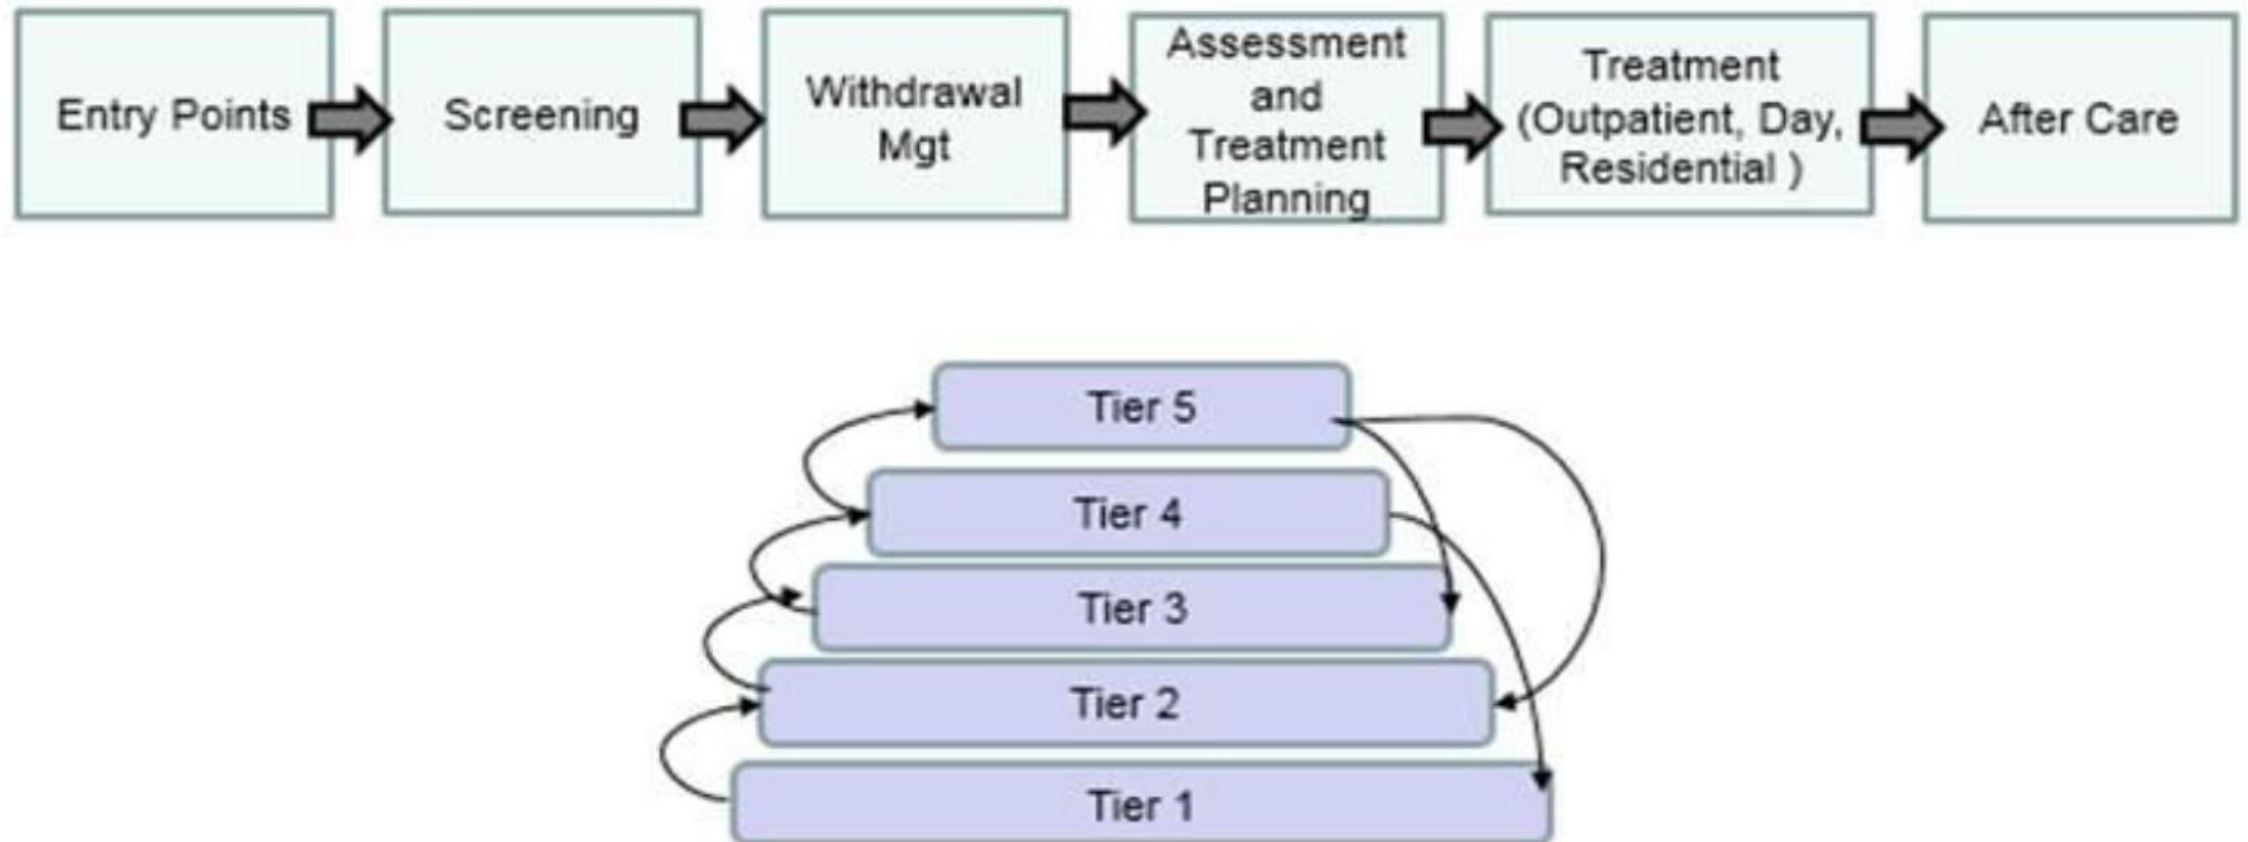 Entry Points
Screening
Withdrawal
Mgt
Assessment
and
Treatment
Planning
Treatment
(Outpatient, Day,
Residential )
After Care
Tier 5
Tier 4
Tier 3
Tier 2
Tier 1